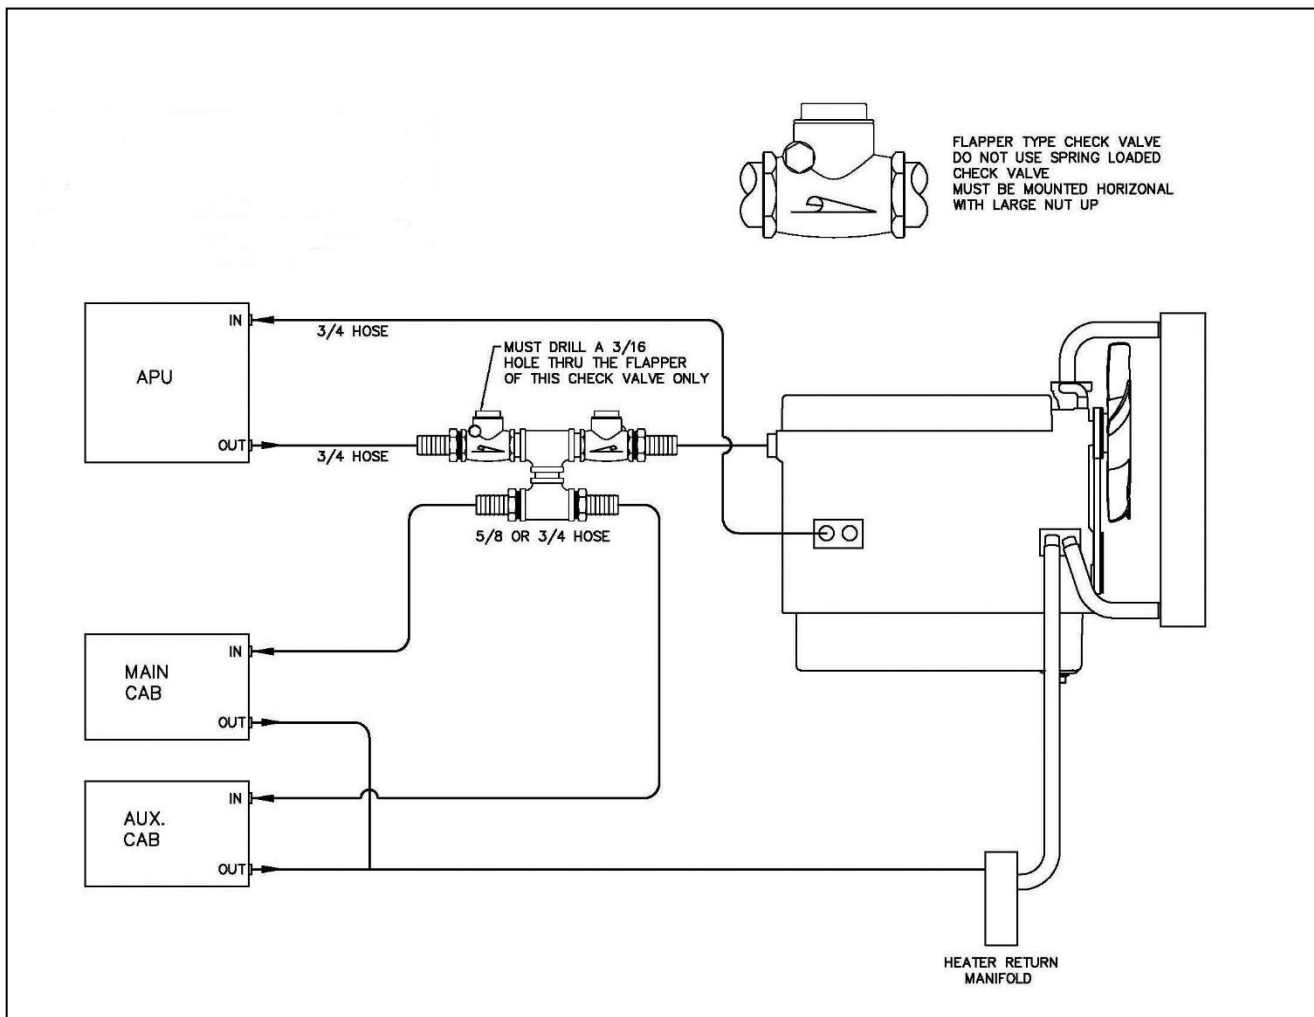 FLAPPER TYPE CHECK VALVE
DO NOT USE SPRING LOADED
CHECK VALVE
MUST BE MOUNTED HORIZONAL
WITH LARGE NUT UP
IN
3/4 HOSE
APU
MUST DRILL A 3/16
HOLE THRU THE FLAPPER
OF THIS CHECK VALVE ONLY
OUT
3/4 HOSE
5/8 OR 3/4 HOSE
IN
MAIN
CAB
OUT
IN
AUX.
CAB
OUT
HEATER RETURN
MANIFOLD